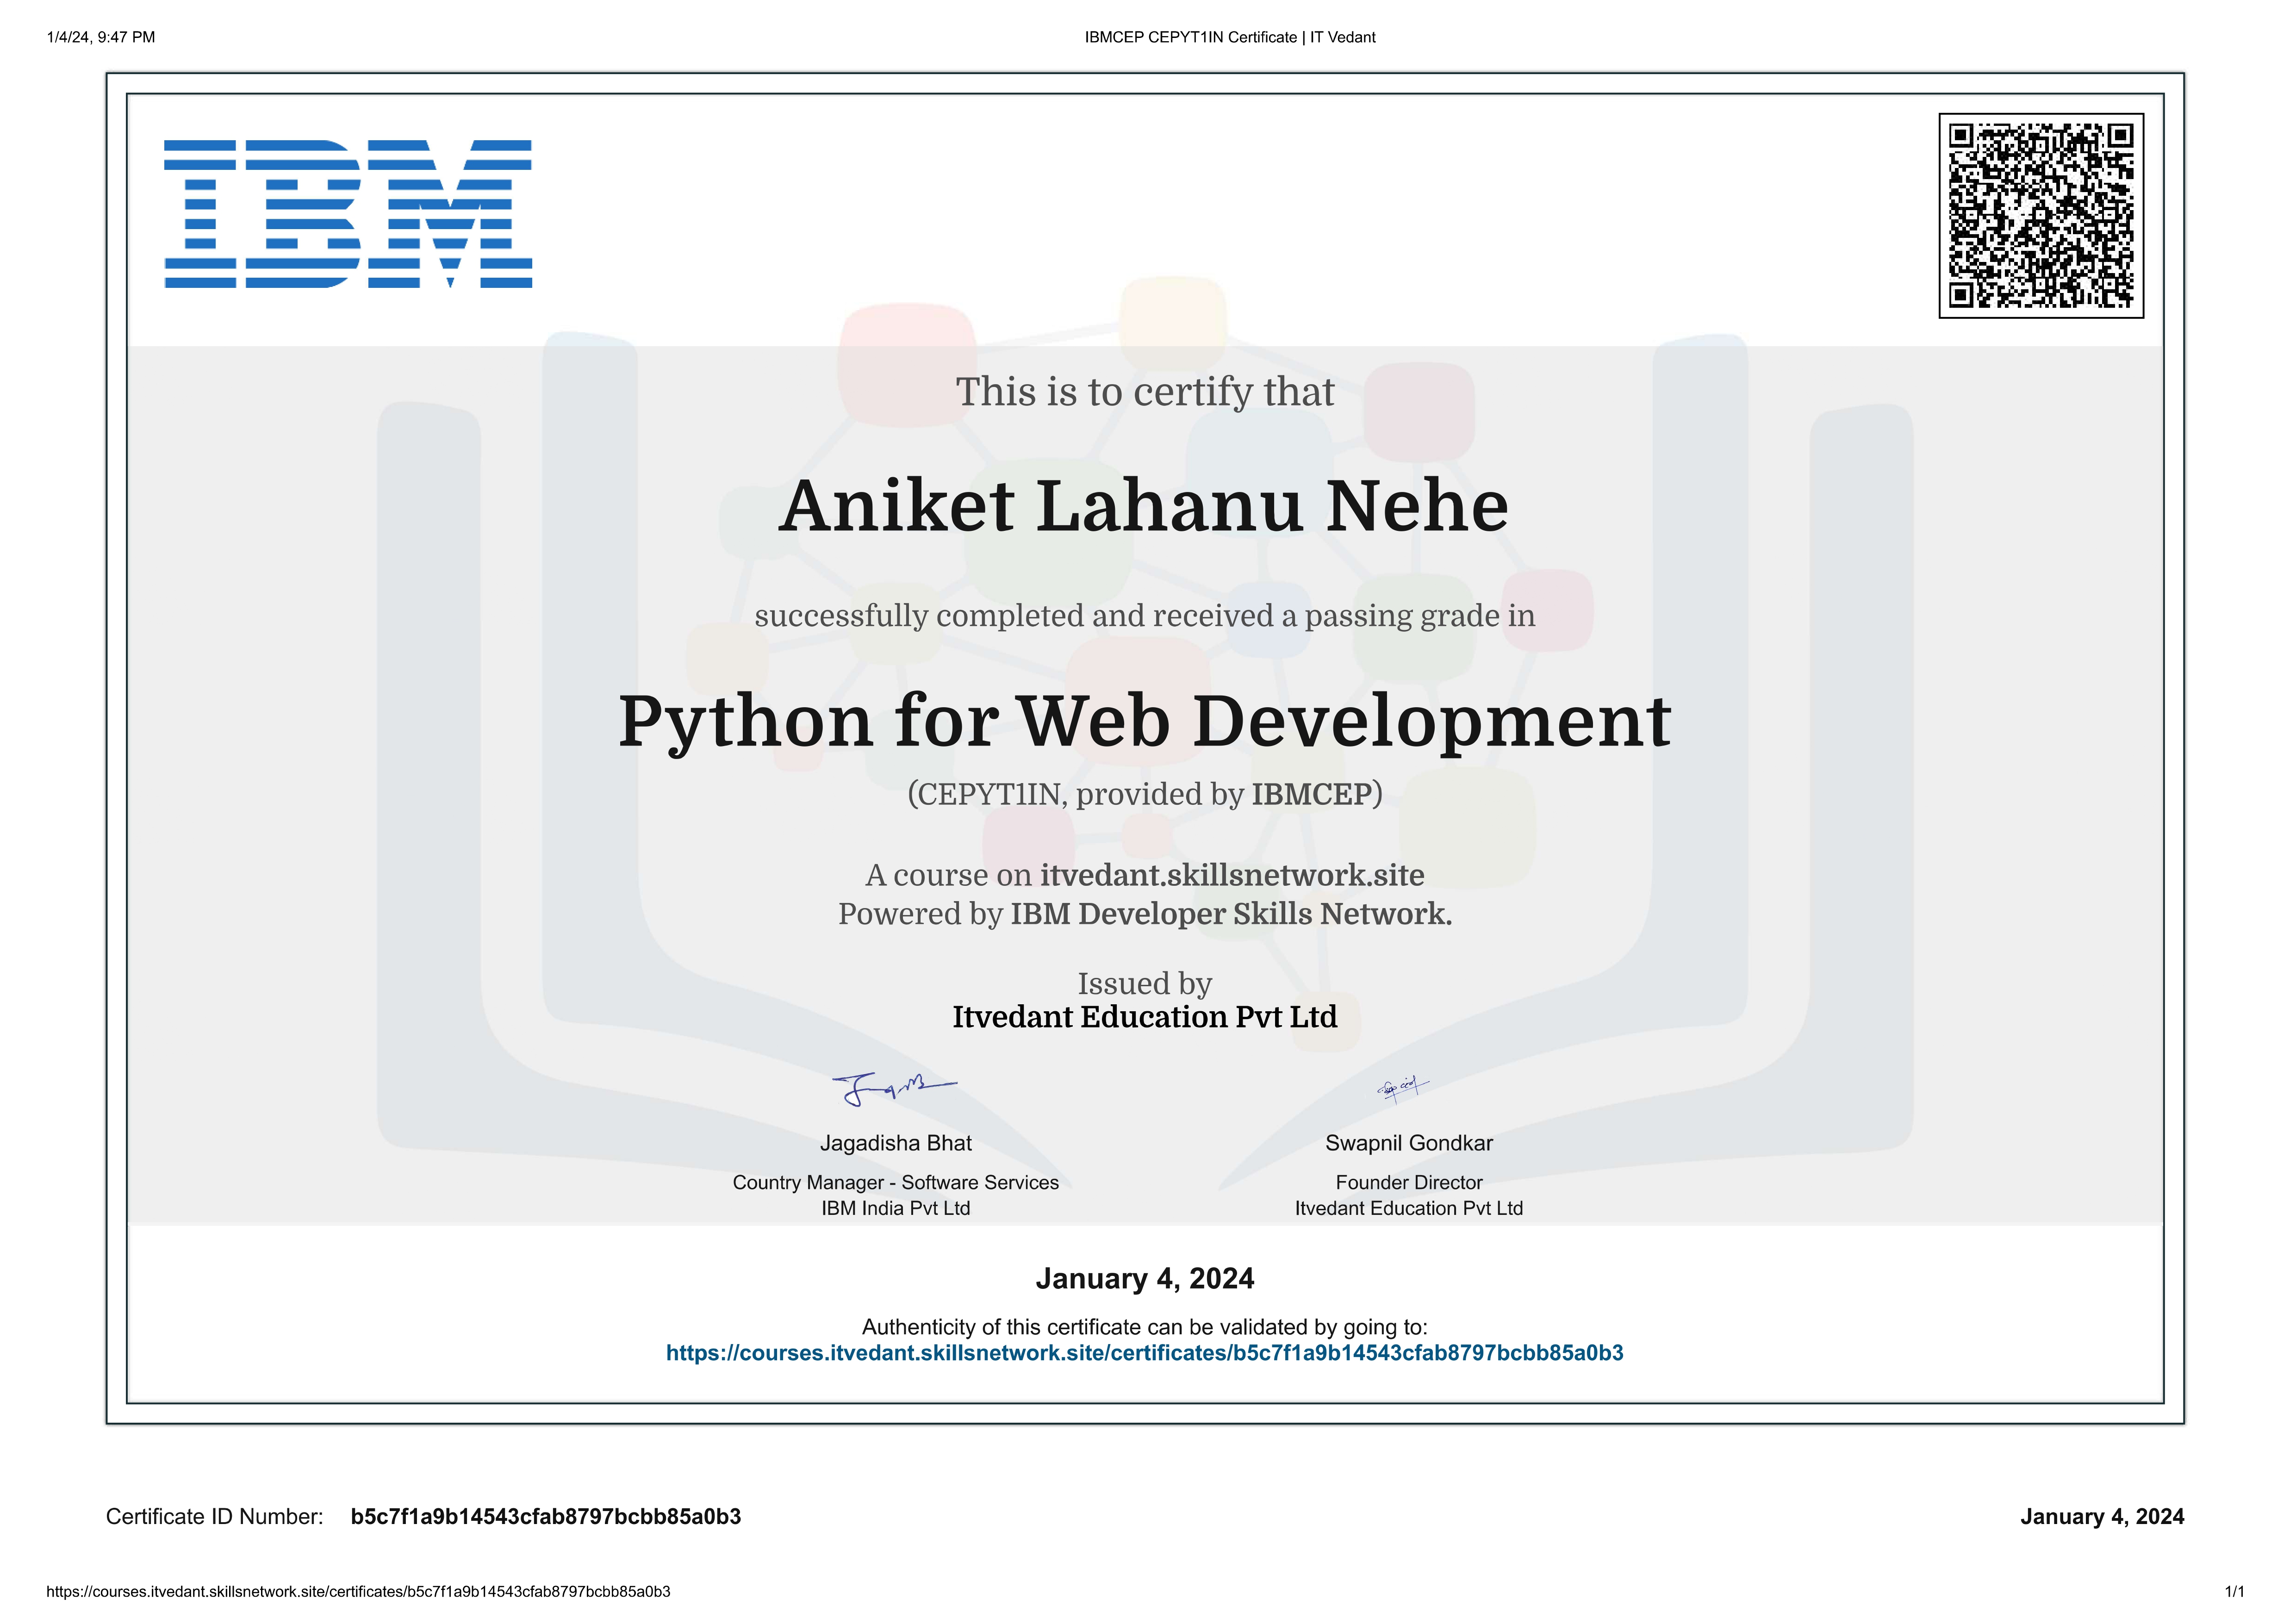 1/4/24, 9:47 PM
IBMCEP CEPYT1IN Certificate | IT Vedant
IBM
This is to certify that
Aniket Lahanu Nehe
successfully completed and received a passing grade in
Python for Web Development
(CEPYT1IN, provided by IBMCEP)
A course on itvedant.skillsnetwork.site
Powered by IBM Developer Skills Network.
Issued by
Itvedant Education Pvt Ltd
Jagadisha Bhat
Country Manager - Software Services
IBM India Pvt Ltd
Swapnil Gondkar
Founder Director
Itvedant Education Pvt Ltd
January 4, 2024
Authenticity of this certificate can be validated by going to:
https://courses.itvedant.skillsnetwork.site/certificates/b5c7f1a9b14543cfab8797bcbb85a0b3
Certificate ID Number: b5c7f1a9b14543cfab8797bcbb85a0b3
January 4, 2024
https://courses.itvedant.skillsnetwork.site/certificates/b5c7f1a9b14543cfab8797bcbb85a0b3
1/1